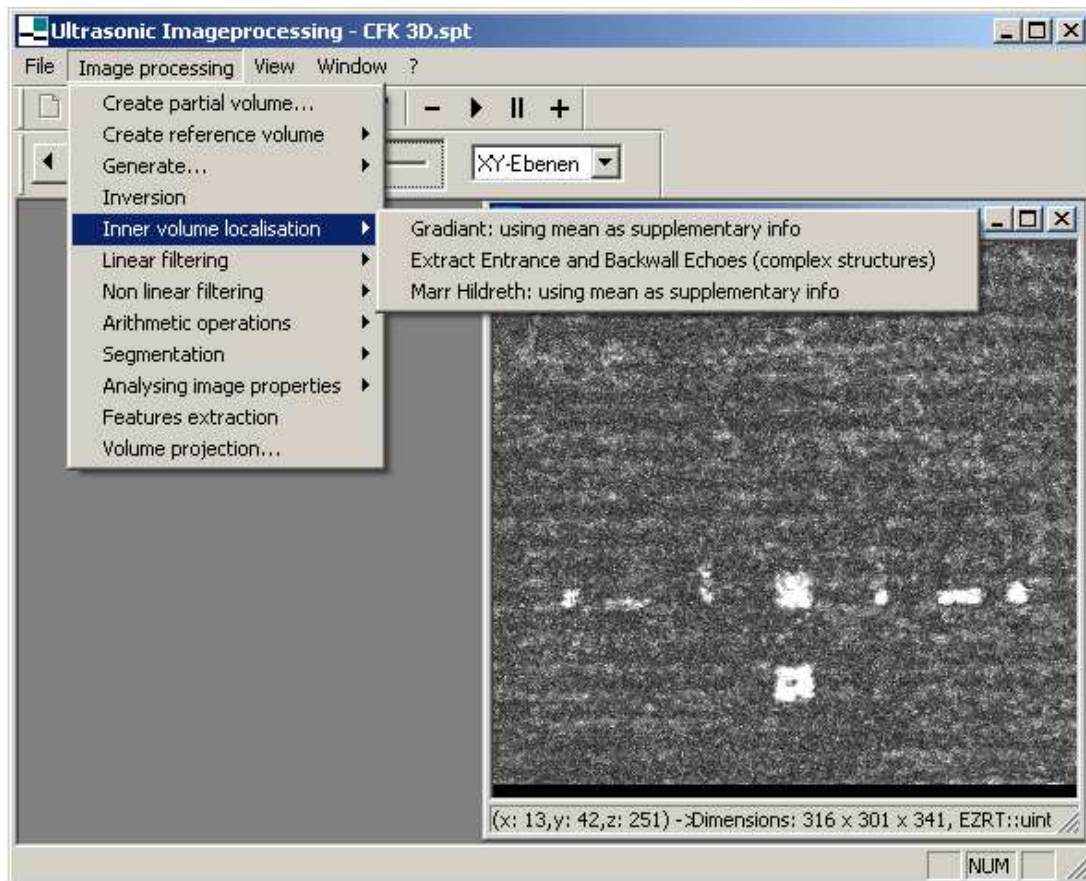 Ultrasonic Imageprocessing - CFK 3D.spt
File Image processing View Window ?
XY-Ebenen
Create partial volume...
Create reference volume
Generate...
Inversion
Inner volume localisation
Linear filtering
Non linear filtering
Arithmetic operations
Segmentation
Analysing image properties
Features extraction
Volume projection...
Gradiant: using mean as supplementary info
Extract Entrance and Backwall Echoes (complex structures)
Marr Hildreth: using mean as supplementary info
(x: 13,y: 42,z: 251) ->Dimensions: 316 x 301 x 341, EZRT::uint
NUM